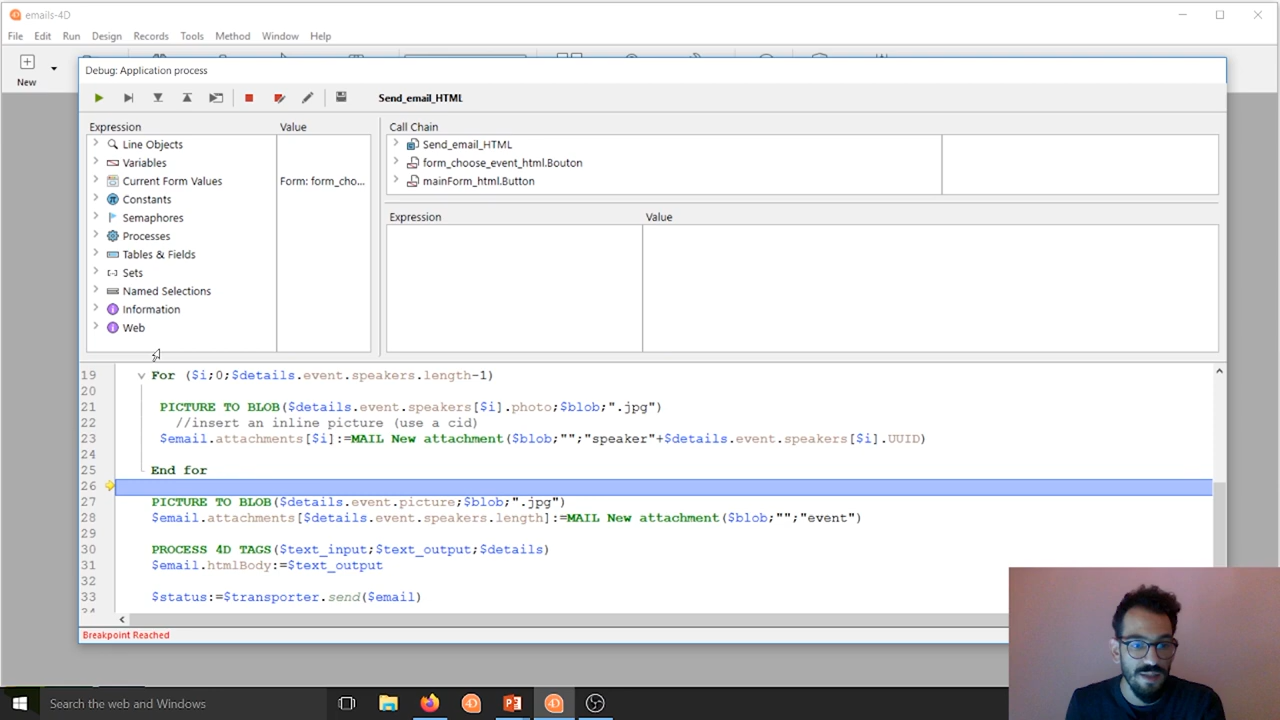 emails-4D
File Edit Run Design Records Tools Method Window Help
New
Debug: Application process
Send_email_HTML
Expression Value
Line Objects
Variables
Current Form Values Form: form_cho...
Constants
Semaphores
Processes
Tables & Fields
Sets
Named Selections
Information
Web
Call Chain
Send_email_HTML
form_choose_event_html.Bouton
mainForm_html.Button
Expression Value
19 For ($i;0;$details.event.speakers.length-1)
20
21 PICTURE TO BLOB($details.event.speakers[$i].photo;$blob;".jpg")
22 //insert an inline picture (use a cid)
23 $email.attachments[$i]:=MAIL New attachment($blob;"";"speaker"+$details.event.speakers[$i].UUID)
24
25 End for
26
27 PICTURE TO BLOB($details.event.picture;$blob;".jpg")
28 $email.attachments[$details.event.speakers.length]:=MAIL New attachment($blob;"";"event")
29
30 PROCESS 4D TAGS($text_input;$text_output;$details)
31 $email.htmlBody:=$text_output
32
33 $status:=$transporter.send($email)
Breakpoint Reached
Search the web and Windows